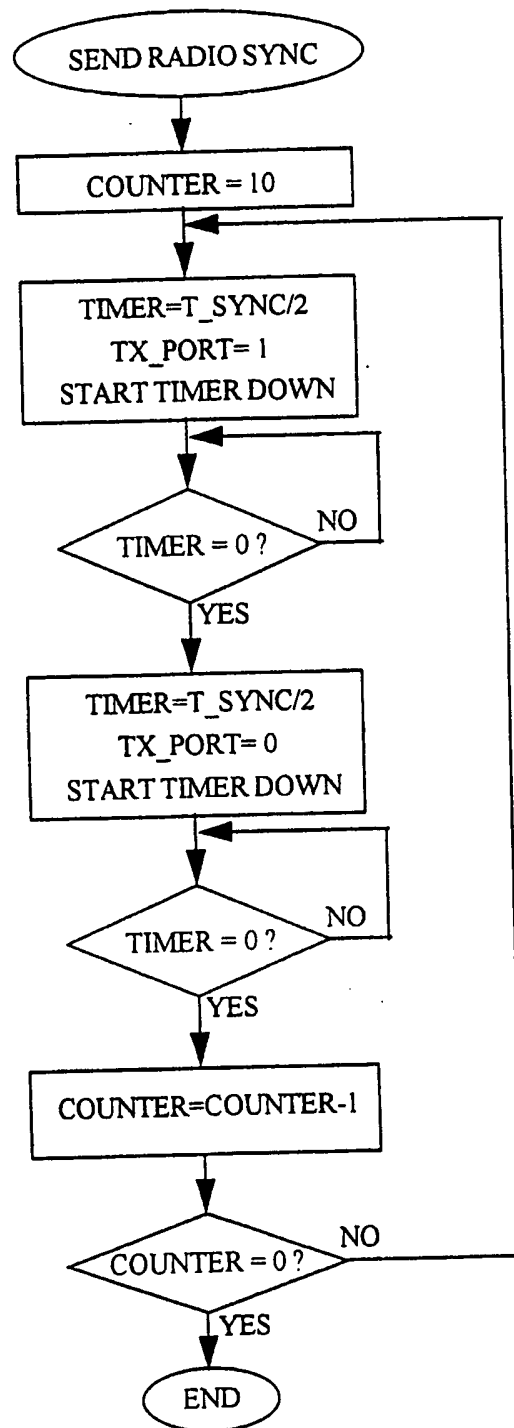 SEND RADIO SYNC
COUNTER = 10
TIMER=T_SYNC/2
TX_PORT= 1
START TIMER DOWN
TIMER = 0 ?
NO
YES
TIMER=T_SYNC/2
TX_PORT= 0
START TIMER DOWN
TIMER = 0 ?
NO
YES
COUNTER=COUNTER-1
COUNTER = 0 ?
NO
YES
END